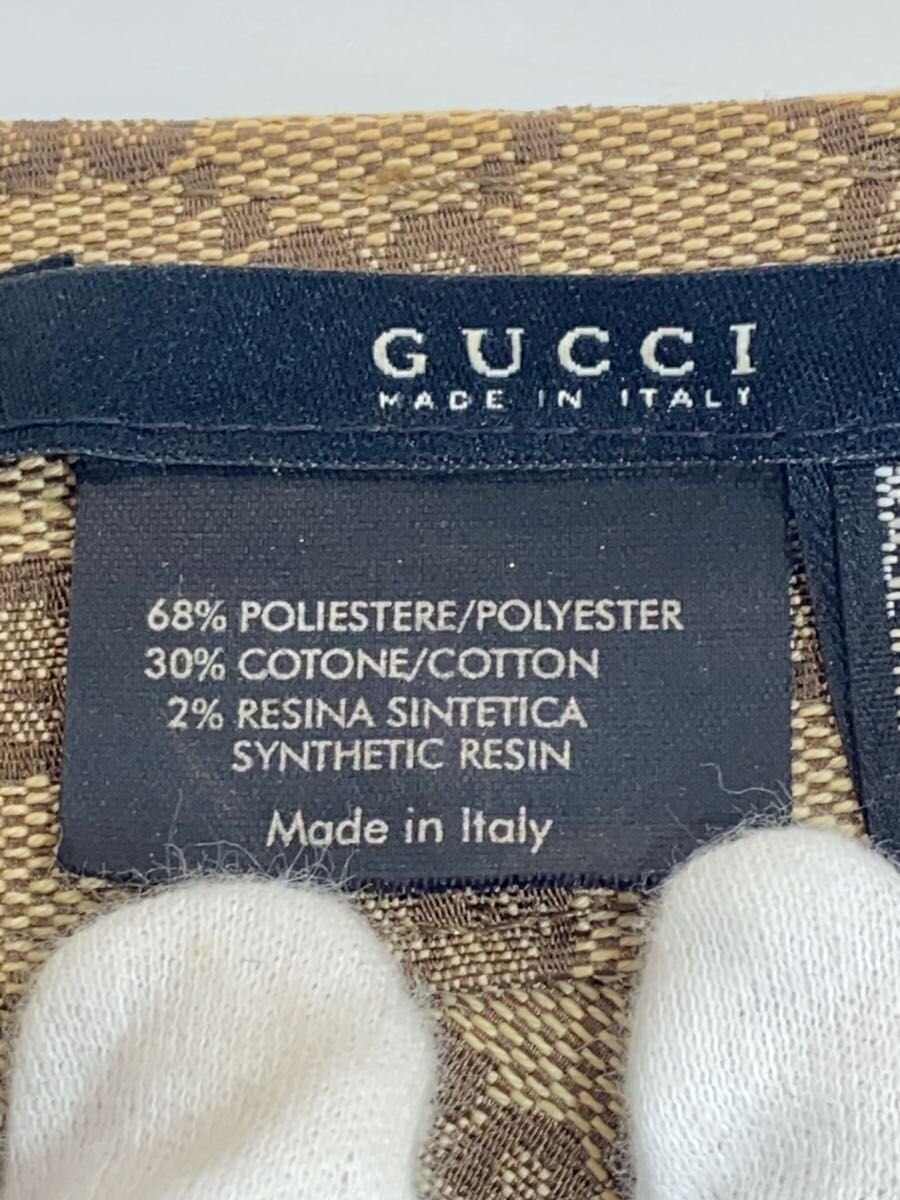 GUCCI
MADE IN ITALY
68% POLIESTERE/POLYESTER
30% COTONE/COTTON
2% RESINA SINTETICA
SYNTHETIC RESIN
Made in Italy